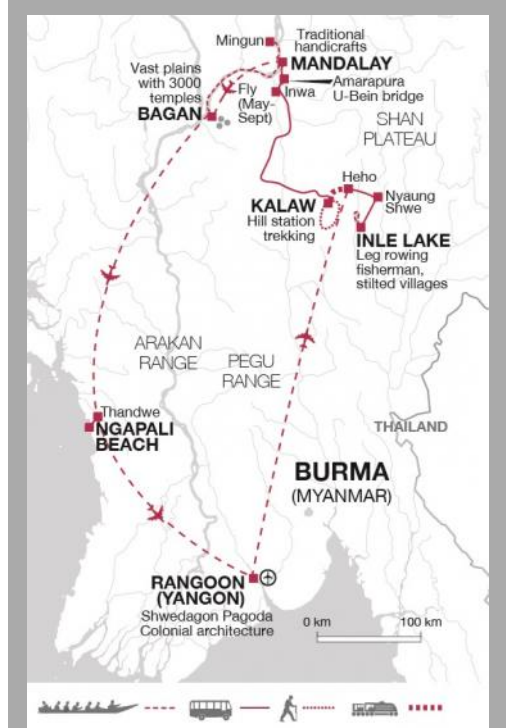 Mingun
Traditional
handicrafts
MANDALAY
Vast plains
with 3000
temples
BAGAN
Fly
(May-
Sept)
Inwa
Amarapura
U-Bein bridge
SHAN
PLATEAU
Heho
KALAW
Hill station
trekking
Nyaung
Shwe
INLE LAKE
Leg rowing
fisherman,
stilted villages
ARAKAN
RANGE
PEGU
RANGE
Thandwe
NGAPALI
BEACH
THAILAND
BURMA
(MYANMAR)
RANGOON
(YANGON)
Shwedagon Pagoda
Colonial architecture
0 km
100 km